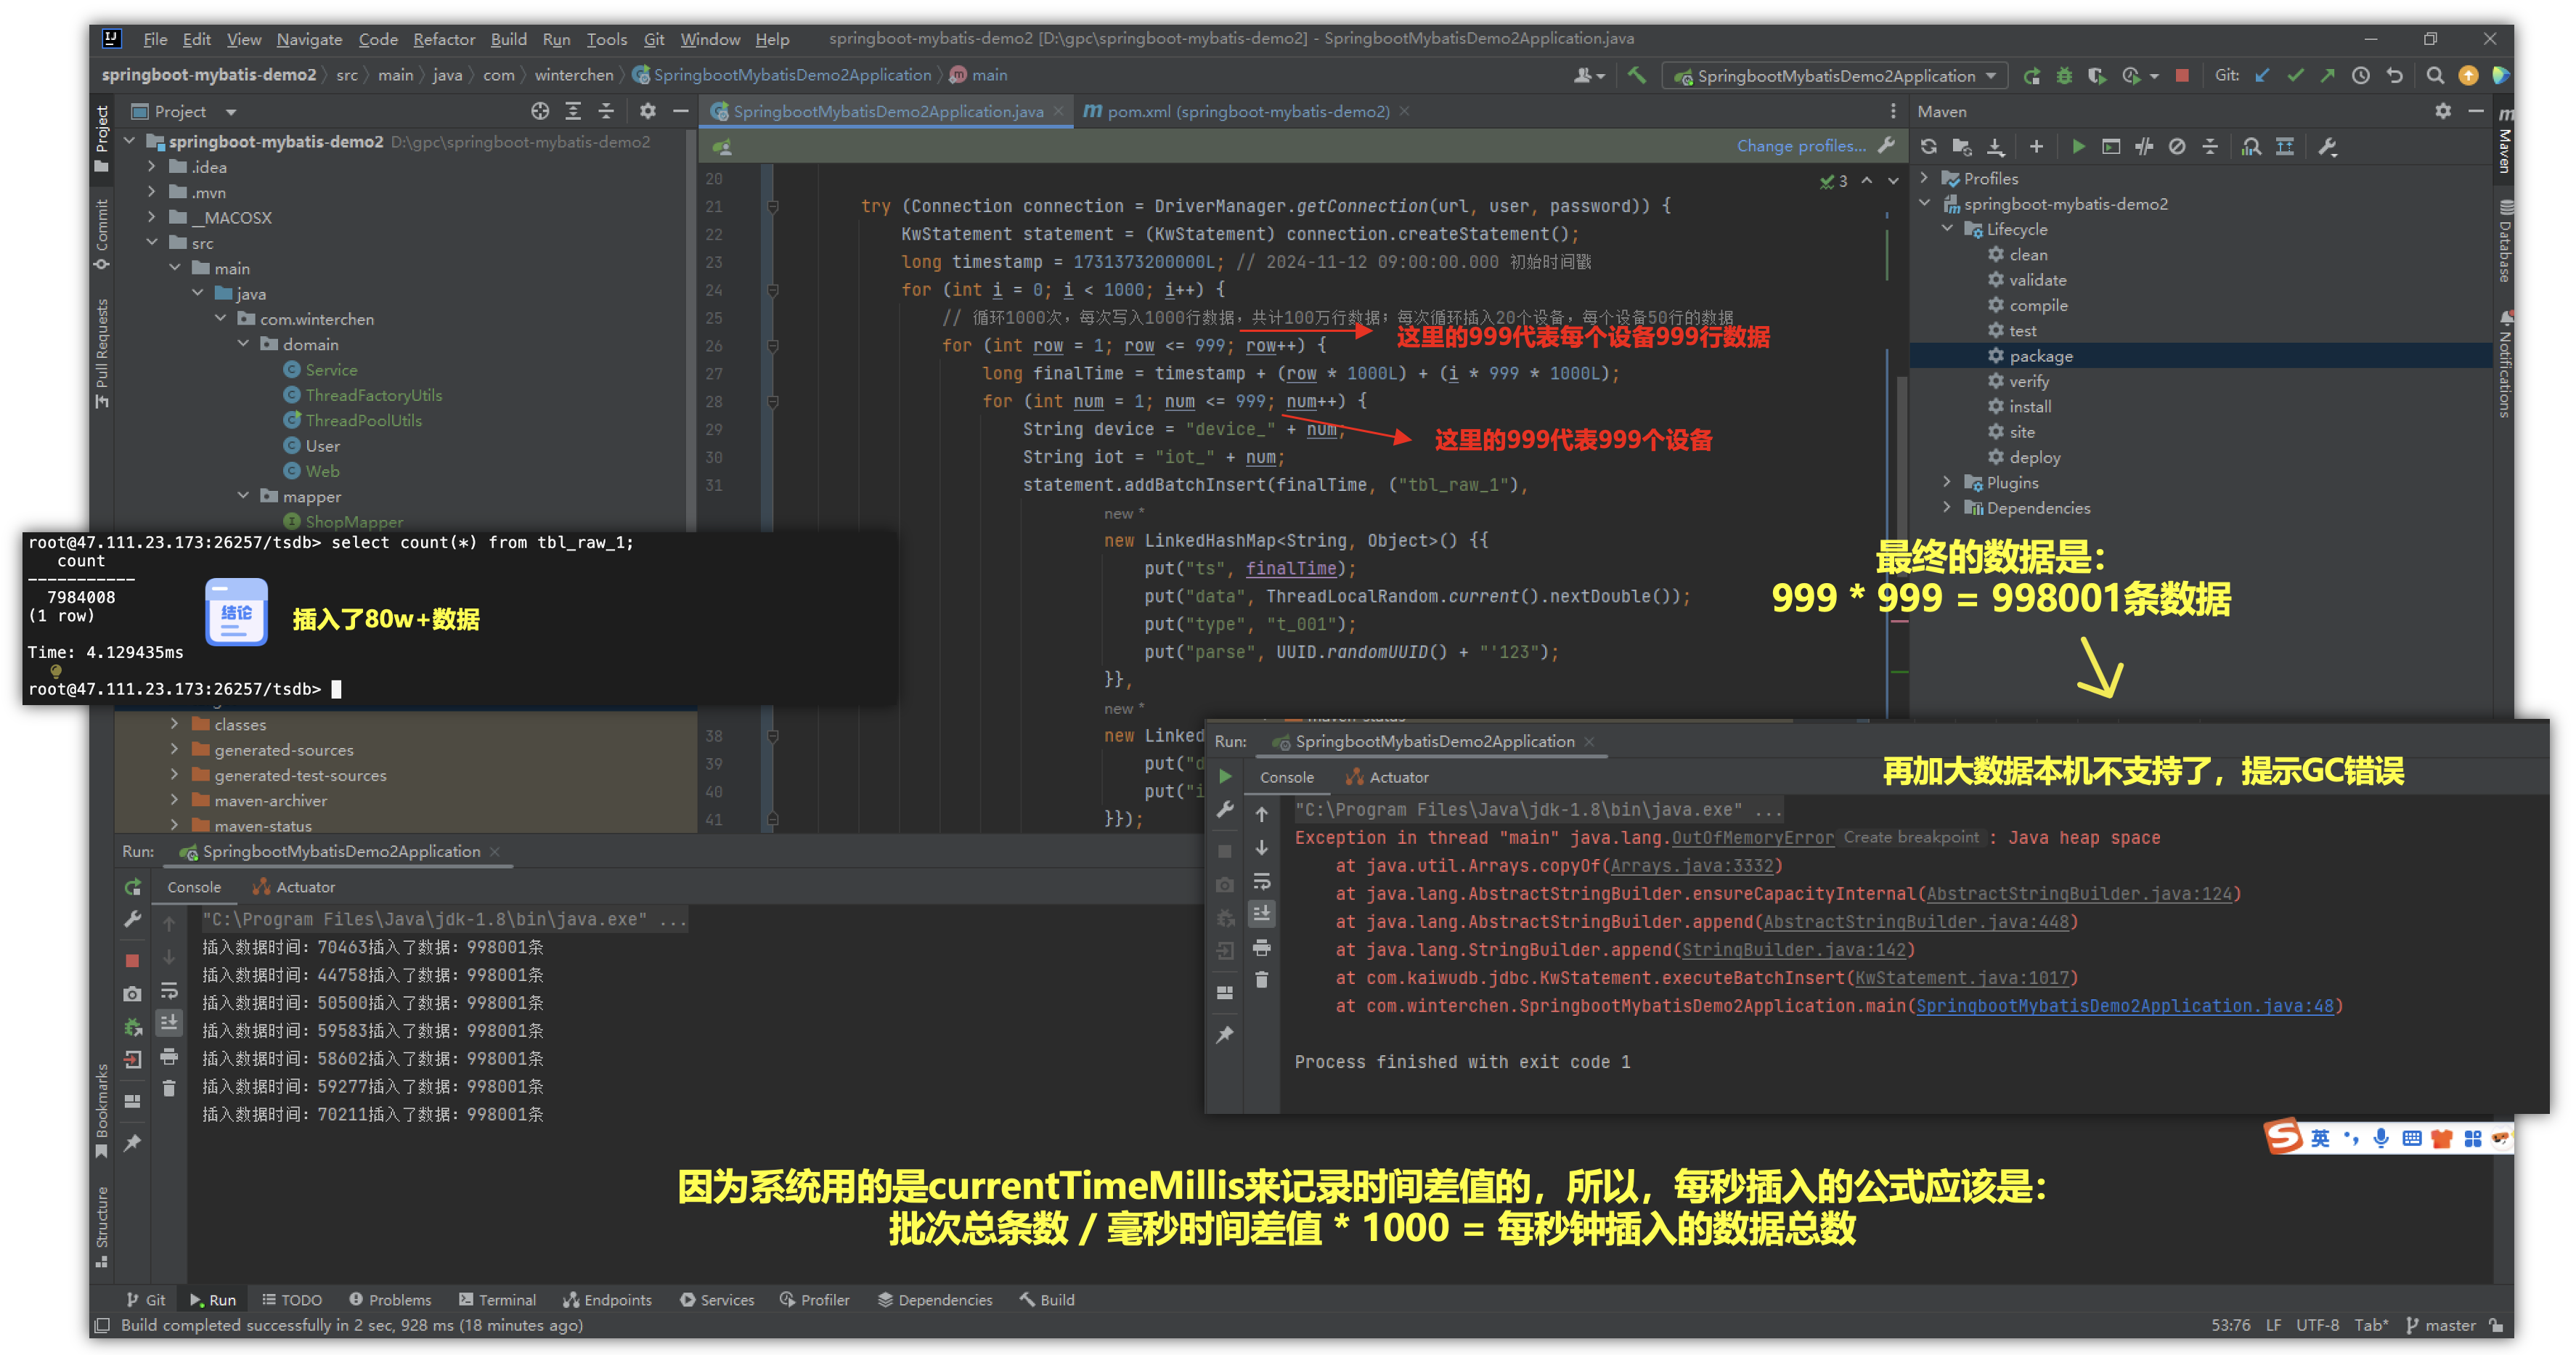 File Edit View Navigate Code Refactor Build Run Tools Git Window Help springboot-mybatis-demo2 [D:\gpc\springboot-mybatis-demo2] - SpringbootMybatisDemo2Application.java
springboot-mybatis-demo2 src main java com winterchen SpringbootMybatisDemo2Application main
SpringbootMybatisDemo2Application
Git:
Project
Commit
Pull Requests
Bookmarks
Structure
Project
springboot-mybatis-demo2 D:\gpc\springboot-mybatis-demo2
.idea
.mvn
__MACOSX
src
main
java
com.winterchen
domain
Service
ThreadFactoryUtils
ThreadPoolUtils
User
Web
mapper
ShopMapper
classes
generated-sources
generated-test-sources
maven-archiver
maven-status
SpringbootMybatisDemo2Application.java
pom.xml (springboot-mybatis-demo2)
Change profiles...
3
20
21 try (Connection connection = DriverManager.getConnection(url, user, password)) {
22 KwStatement statement = (KwStatement) connection.createStatement();
23 long timestamp = 1731373200000L; // 2024-11-12 09:00:00.000 初始时间戳
24 for (int i = 0; i < 1000; i++) {
25 // 循环1000次，每次写入1000行数据，共计100万行数据；每次循环插入20个设备，每个设备50行的数据
这里的999代表每个设备999行数据
26 for (int row = 1; row <= 999; row++) {
27 long finalTime = timestamp + (row * 1000L) + (i * 999 * 1000L);
28 for (int num = 1; num <= 999; num++) {
29 String device = "device_" + num;
这里的999代表999个设备
30 String iot = "iot_" + num;
31 statement.addBatchInsert(finalTime, ("tbl_raw_1"),
new *
new LinkedHashMap<String, Object>() {{
put("ts", finalTime);
put("data", ThreadLocalRandom.current().nextDouble());
put("type", "t_001");
put("parse", UUID.randomUUID() + "'123");
}},
new *
38 new Linked
39 put("d
40 put("i
41 }});
Maven
Profiles
springboot-mybatis-demo2
Lifecycle
clean
validate
compile
test
package
verify
install
site
deploy
Plugins
Dependencies
Maven
Database
Notifications
root@47.111.23.173:26257/tsdb> select count(*) from tbl_raw_1;
count
-----------
7984008
(1 row)
结论
插入了80w+数据
Time: 4.129435ms
root@47.111.23.173:26257/tsdb>
最终的数据是：
999 * 999 = 998001条数据
maven-status
Run: SpringbootMybatisDemo2Application
再加大数据本机不支持了，提示GC错误
Console Actuator
"C:\Program Files\Java\jdk-1.8\bin\java.exe" ...
Exception in thread "main" java.lang.OutOfMemoryError Create breakpoint : Java heap space
at java.util.Arrays.copyOf(Arrays.java:3332)
at java.lang.AbstractStringBuilder.ensureCapacityInternal(AbstractStringBuilder.java:124)
at java.lang.AbstractStringBuilder.append(AbstractStringBuilder.java:448)
at java.lang.StringBuilder.append(StringBuilder.java:142)
at com.kaiwudb.jdbc.KwStatement.executeBatchInsert(KwStatement.java:1017)
at com.winterchen.SpringbootMybatisDemo2Application.main(SpringbootMybatisDemo2Application.java:48)
Process finished with exit code 1
Run: SpringbootMybatisDemo2Application
Console Actuator
"C:\Program Files\Java\jdk-1.8\bin\java.exe" ...
插入数据时间：70463插入了数据：998001条
插入数据时间：44758插入了数据：998001条
插入数据时间：50500插入了数据：998001条
插入数据时间：59583插入了数据：998001条
插入数据时间：58602插入了数据：998001条
插入数据时间：59277插入了数据：998001条
插入数据时间：70211插入了数据：998001条
英
因为系统用的是currentTimeMillis来记录时间差值的，所以，每秒插入的公式应该是：
批次总条数 / 毫秒时间差值 * 1000 = 每秒钟插入的数据总数
Git Run TODO Problems Terminal Endpoints Services Profiler Dependencies Build
Build completed successfully in 2 sec, 928 ms (18 minutes ago)
53:76 LF UTF-8 Tab* master